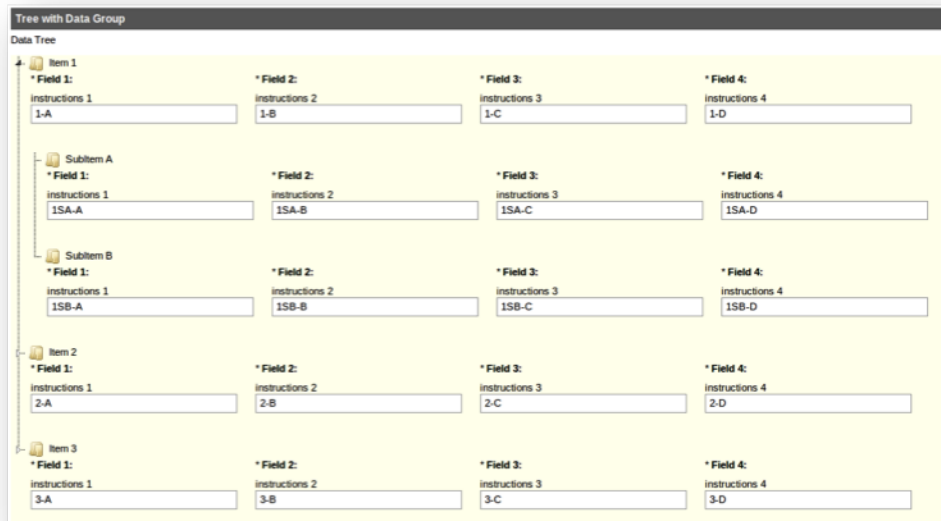 Tree with Data Group
Data Tree
Item 1
* Field 1: * Field 2: * Field 3: * Field 4:
instructions 1 instructions 2 instructions 3 instructions 4
1-A 1-B 1-C 1-D
SubItem A
* Field 1: * Field 2: * Field 3: * Field 4:
instructions 1 instructions 2 instructions 3 instructions 4
1SA-A 1SA-B 1SA-C 1SA-D
SubItem B
* Field 1: * Field 2: * Field 3: * Field 4:
instructions 1 instructions 2 instructions 3 instructions 4
1SB-A 1SB-B 1SB-C 1SB-D
Item 2
* Field 1: * Field 2: * Field 3: * Field 4:
instructions 1 instructions 2 instructions 3 instructions 4
2-A 2-B 2-C 2-D
Item 3
* Field 1: * Field 2: * Field 3: * Field 4:
instructions 1 instructions 2 instructions 3 instructions 4
3-A 3-B 3-C 3-D